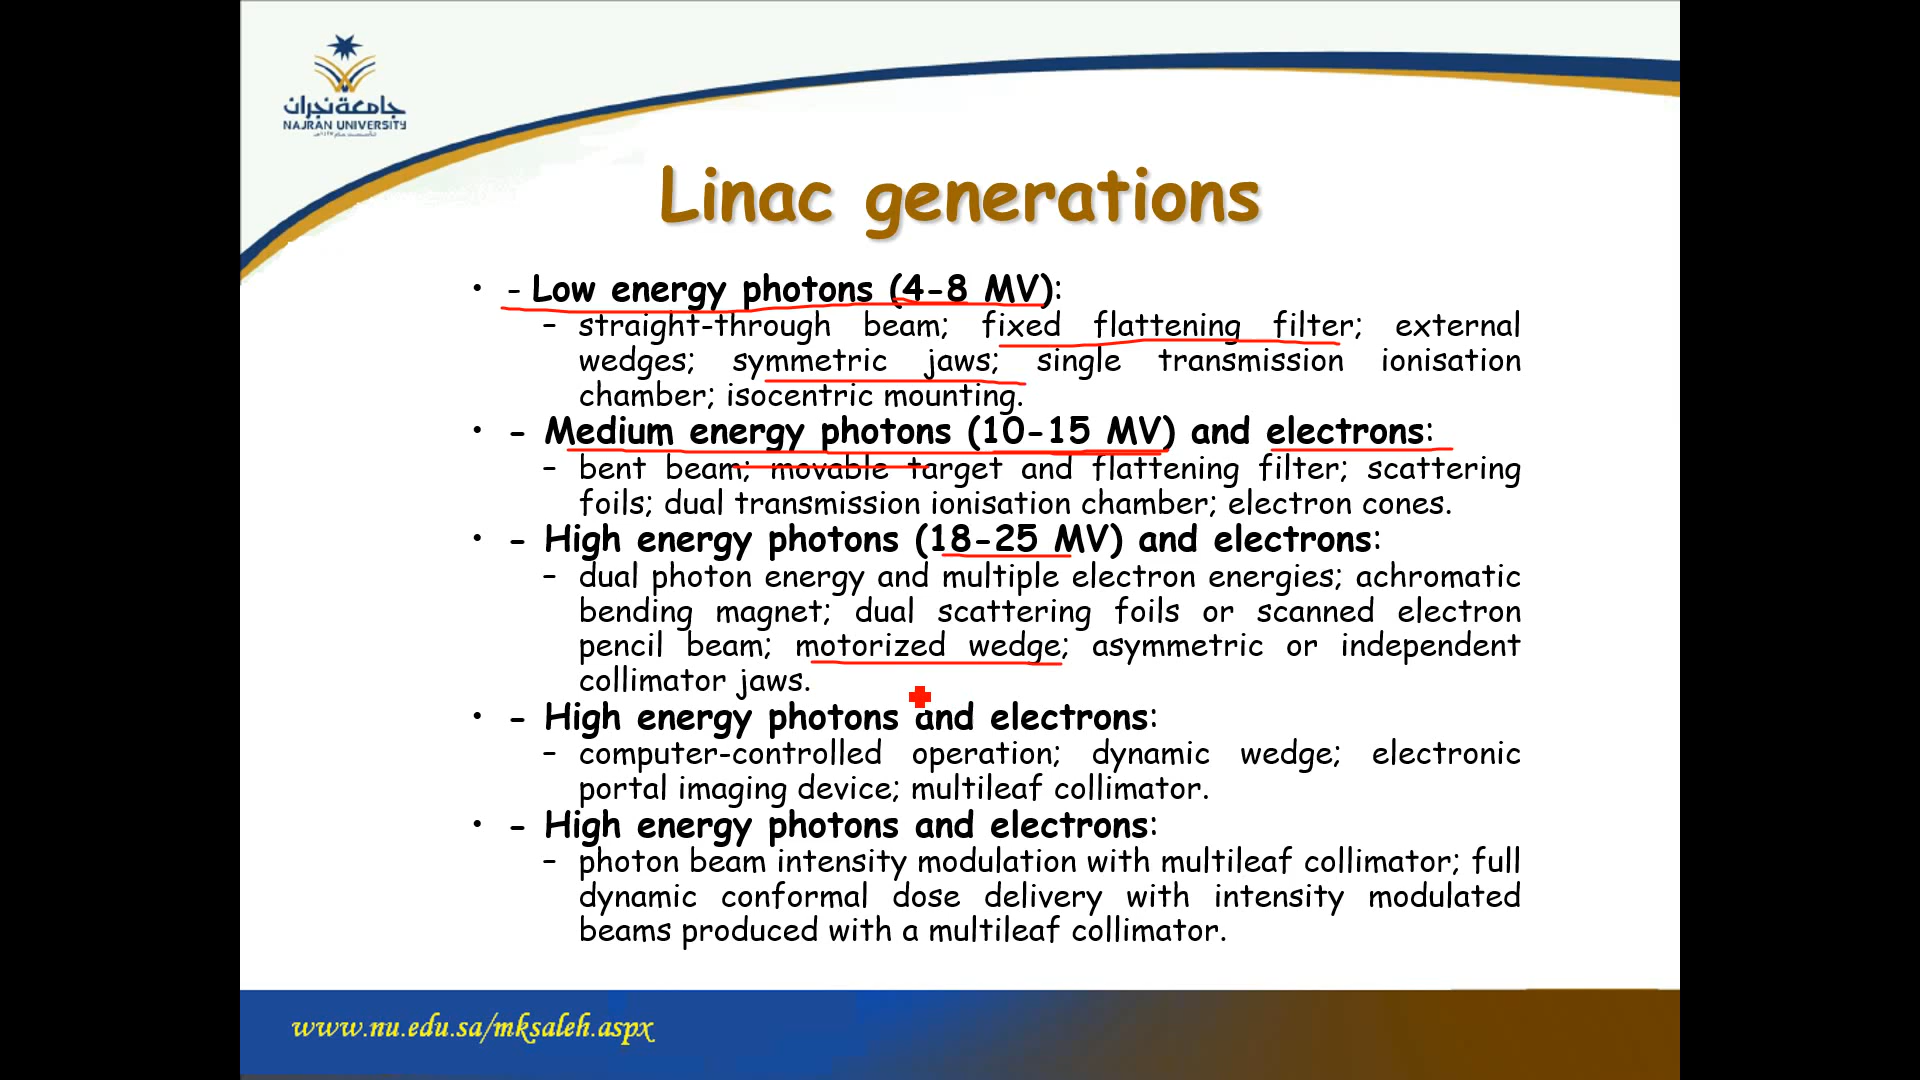 جامعة نجران
NAJRAN UNIVERSITY
Linac generations
• - Low energy photons (4-8 MV):
– straight-through beam; fixed flattening filter; external
wedges; symmetric jaws; single transmission ionisation
chamber; isocentric mounting.
• - Medium energy photons (10-15 MV) and electrons:
– bent beam; movable target and flattening filter; scattering
foils; dual transmission ionisation chamber; electron cones.
• - High energy photons (18-25 MV) and electrons:
– dual photon energy and multiple electron energies; achromatic
bending magnet; dual scattering foils or scanned electron
pencil beam; motorized wedge; asymmetric or independent
collimator jaws.
• - High energy photons and electrons:
– computer-controlled operation; dynamic wedge; electronic
portal imaging device; multileaf collimator.
• - High energy photons and electrons:
– photon beam intensity modulation with multileaf collimator; full
dynamic conformal dose delivery with intensity modulated
beams produced with a multileaf collimator.
www.nu.edu.sa/mksaleh.aspx